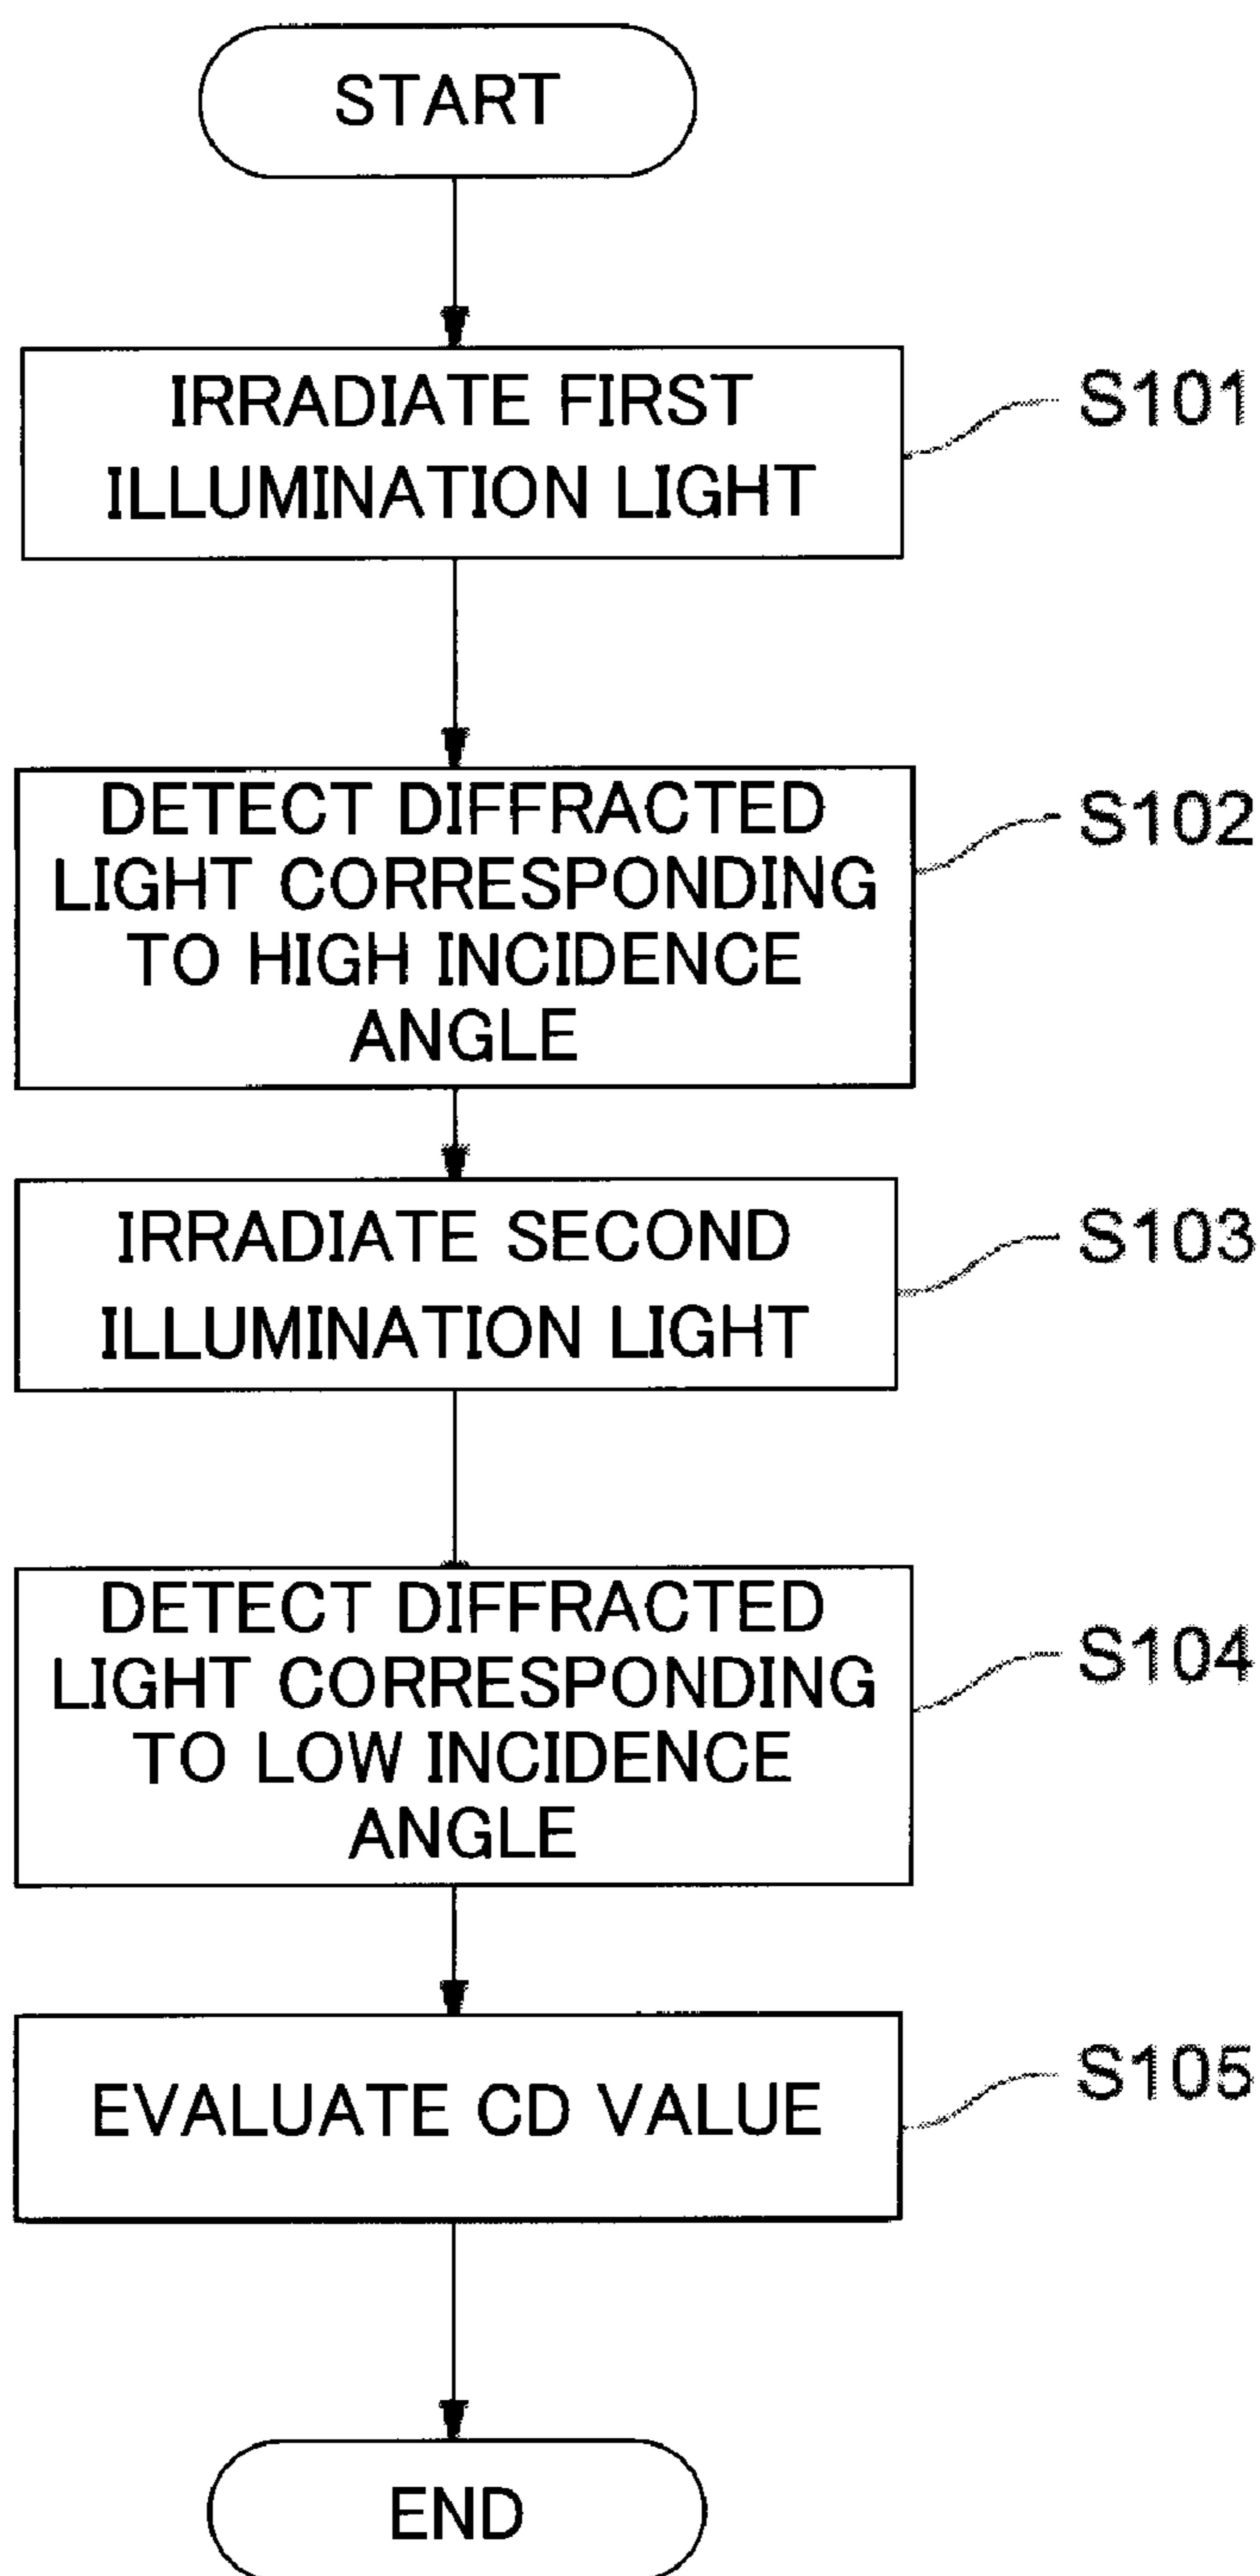 START
IRRADIATE FIRST
ILLUMINATION LIGHT
S101
DETECT DIFFRACTED
LIGHT CORRESPONDING
TO HIGH INCIDENCE
ANGLE
S102
IRRADIATE SECOND
ILLUMINATION LIGHT
S103
DETECT DIFFRACTED
LIGHT CORRESPONDING
TO LOW INCIDENCE
ANGLE
S104
EVALUATE CD VALUE
S105
END